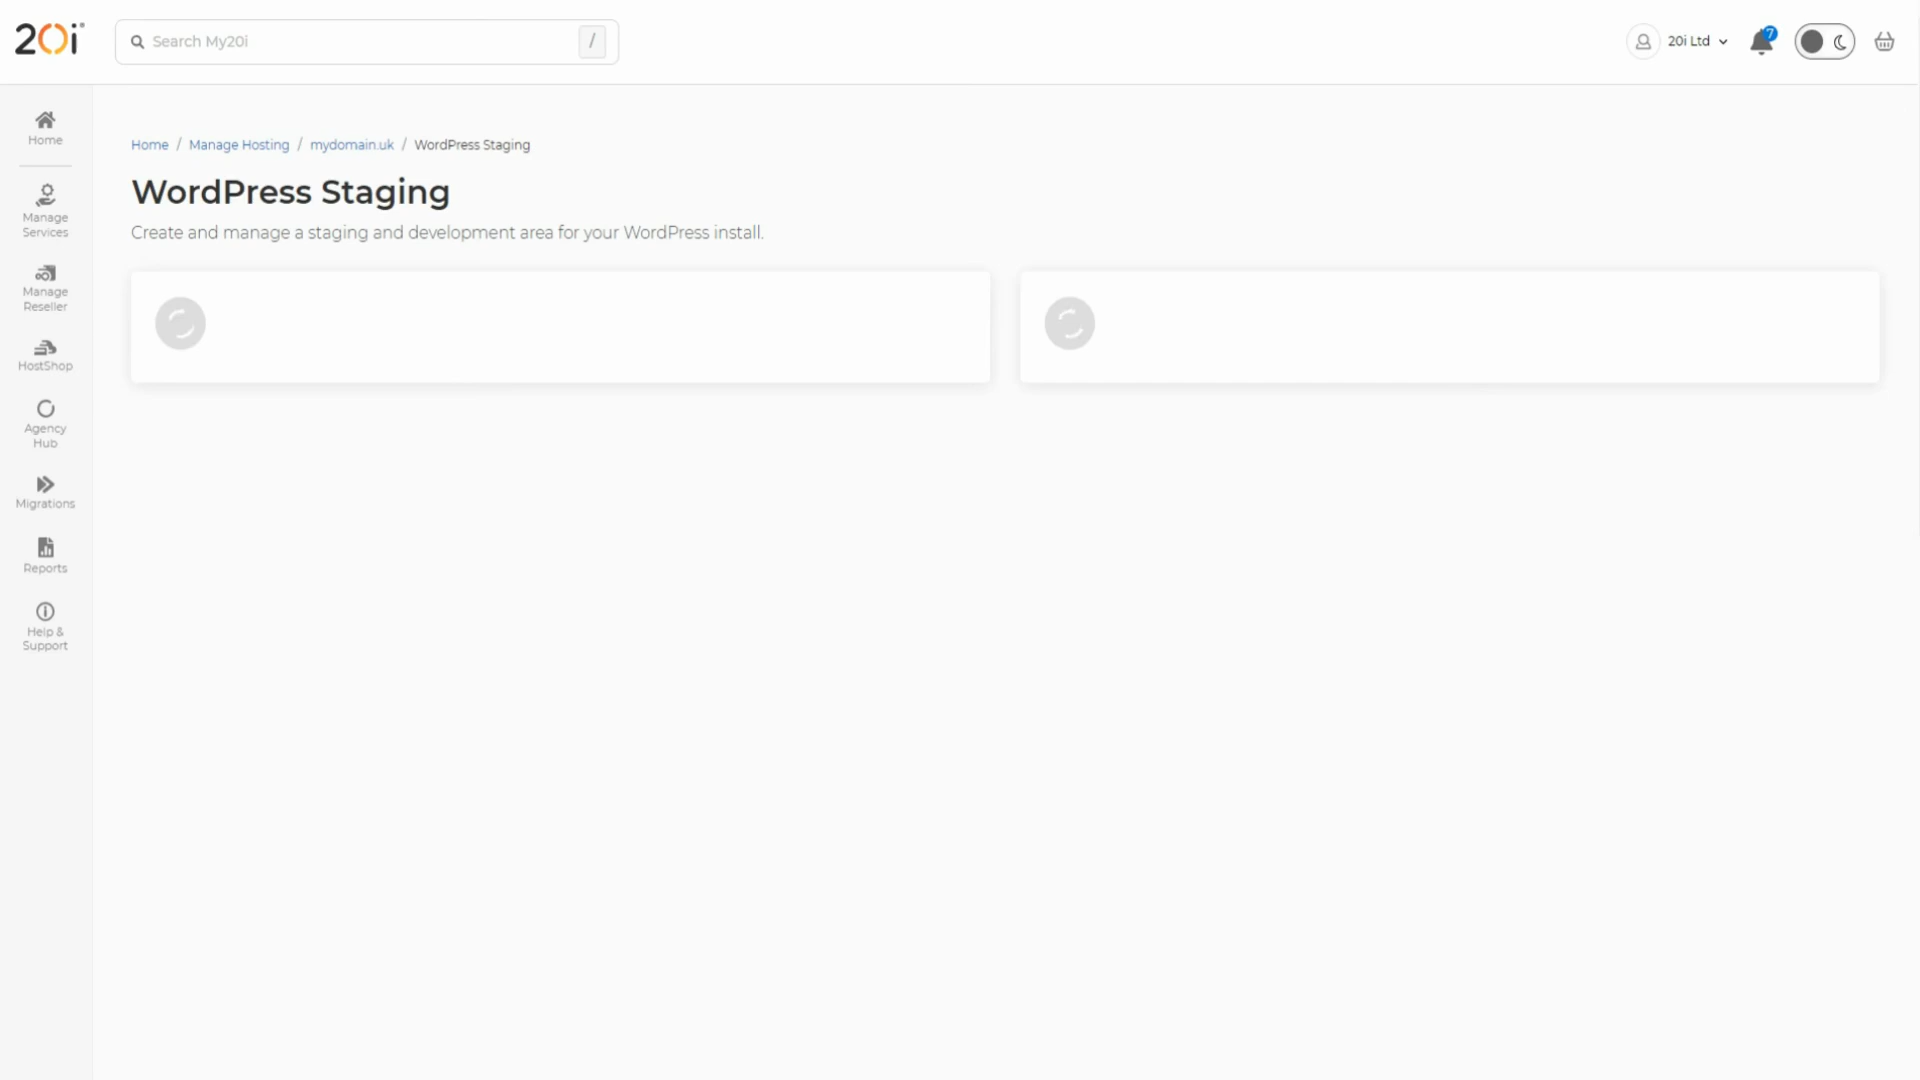 20i
Search My20i
/
20i Ltd
7
Home
Manage
Services
Manage
Reseller
HostShop
Agency
Hub
Migrations
Reports
Help &
Support
Home / Manage Hosting / mydomain.uk / WordPress Staging
WordPress Staging
Create and manage a staging and development area for your WordPress install.